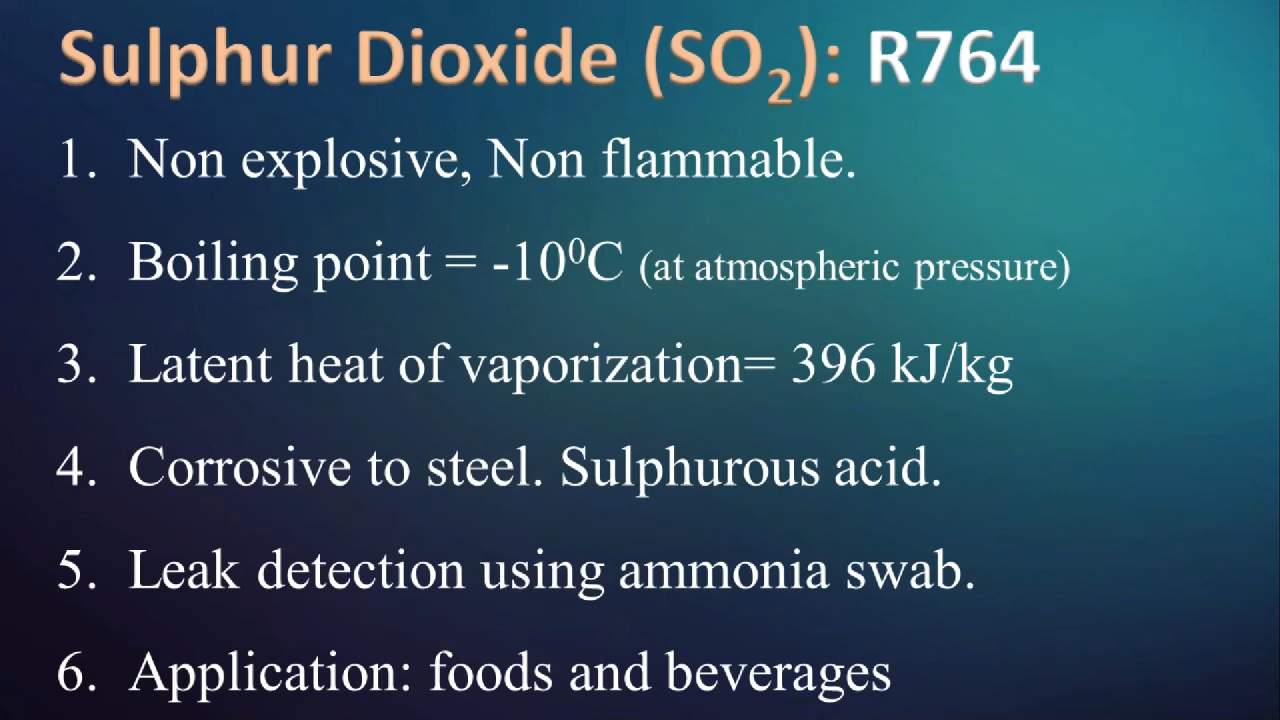 Sulphur Dioxide (SO₂): R764
1. Non explosive, Non flammable.
2. Boiling point = -10⁰C (at atmospheric pressure)
3. Latent heat of vaporization= 396 kJ/kg
4. Corrosive to steel. Sulphurous acid.
5. Leak detection using ammonia swab.
6. Application: foods and beverages